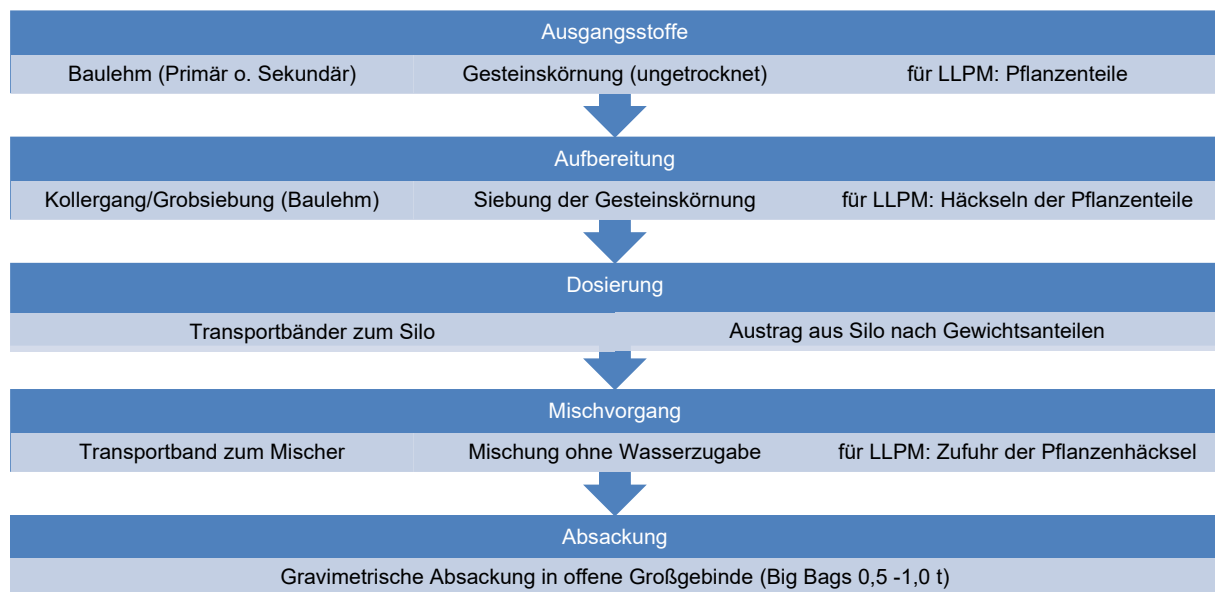 Ausgangsstoffe
Baulehm (Primär o. Sekundär)
Gesteinskörnung (ungetrocknet)
für LLPM: Pflanzenteile
Aufbereitung
Kollergang/Grobsiebung (Baulehm)
Siebung der Gesteinskörnung
für LLPM: Häckseln der Pflanzenteile
Dosierung
Transportbänder zum Silo
Austrag aus Silo nach Gewichtsanteilen
Mischvorgang
Transportband zum Mischer
Mischung ohne Wasserzugabe
für LLPM: Zufuhr der Pflanzenhäcksel
Absackung
Gravimetrische Absackung in offene Großgebinde (Big Bags 0,5 -1,0 t)